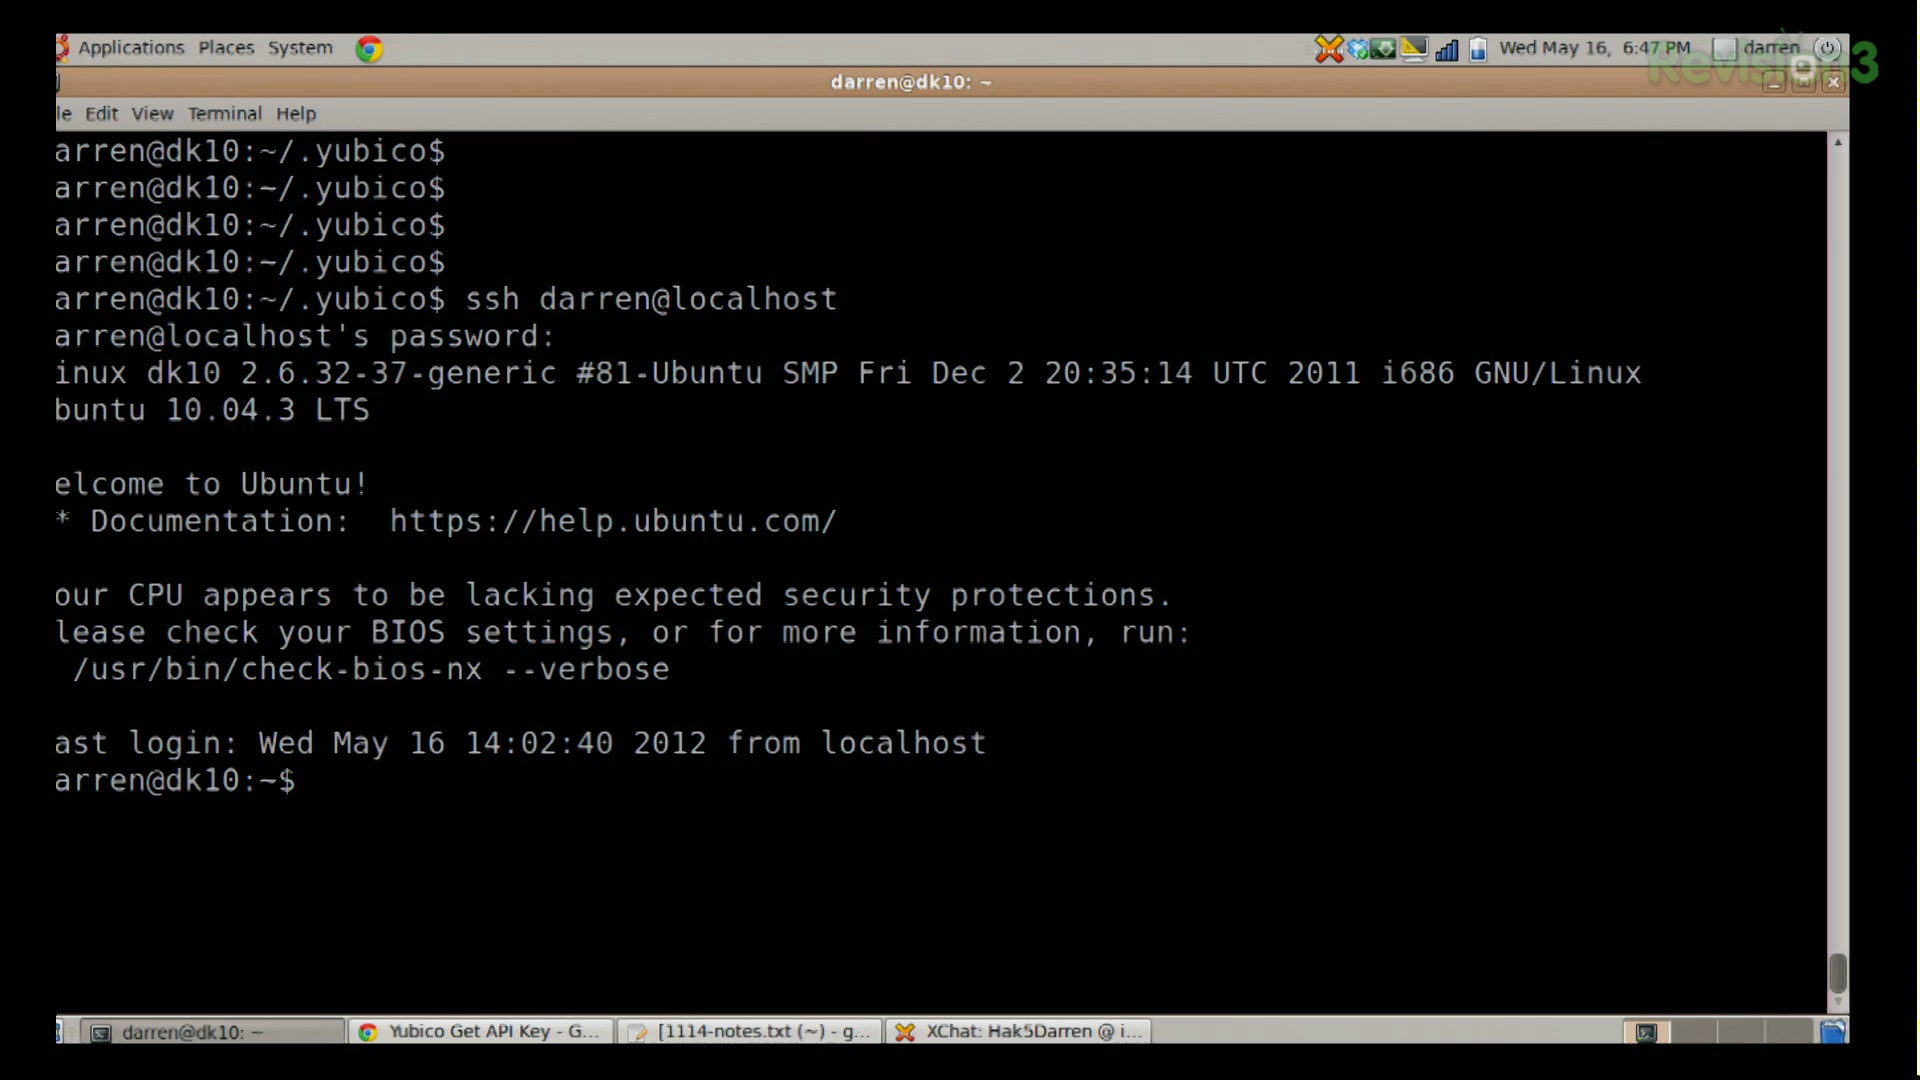 Applications Places System
Wed May 16, 6:47 PM darren
Revision3
darren@dk10: ~
le Edit View Terminal Help
arren@dk10:~/.yubico$
arren@dk10:~/.yubico$
arren@dk10:~/.yubico$
arren@dk10:~/.yubico$
arren@dk10:~/.yubico$ ssh darren@localhost
arren@localhost's password:
inux dk10 2.6.32-37-generic #81-Ubuntu SMP Fri Dec 2 20:35:14 UTC 2011 i686 GNU/Linux
buntu 10.04.3 LTS
elcome to Ubuntu!
* Documentation:  https://help.ubuntu.com/
our CPU appears to be lacking expected security protections.
lease check your BIOS settings, or for more information, run:
/usr/bin/check-bios-nx --verbose
ast login: Wed May 16 14:02:40 2012 from localhost
arren@dk10:~$
darren@dk10: ~
Yubico Get API Key - G...
[1114-notes.txt (~) - g...
XChat: Hak5Darren @ i...